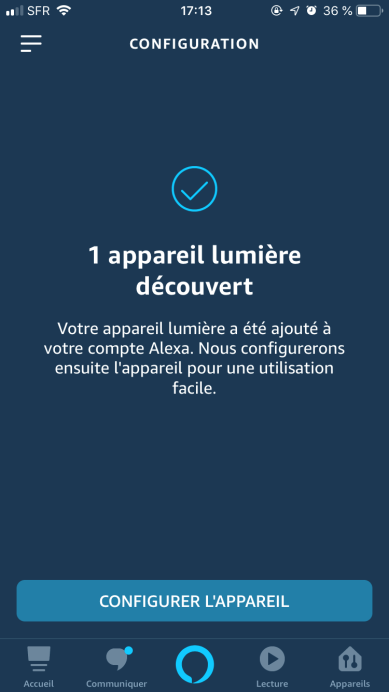 SFR 17:13 36 %
CONFIGURATION
1 appareil lumière
découvert
Votre appareil lumière a été ajouté à
votre compte Alexa. Nous configurerons
ensuite l'appareil pour une utilisation
facile.
CONFIGURER L'APPAREIL
Accueil Communiquer Lecture Appareils